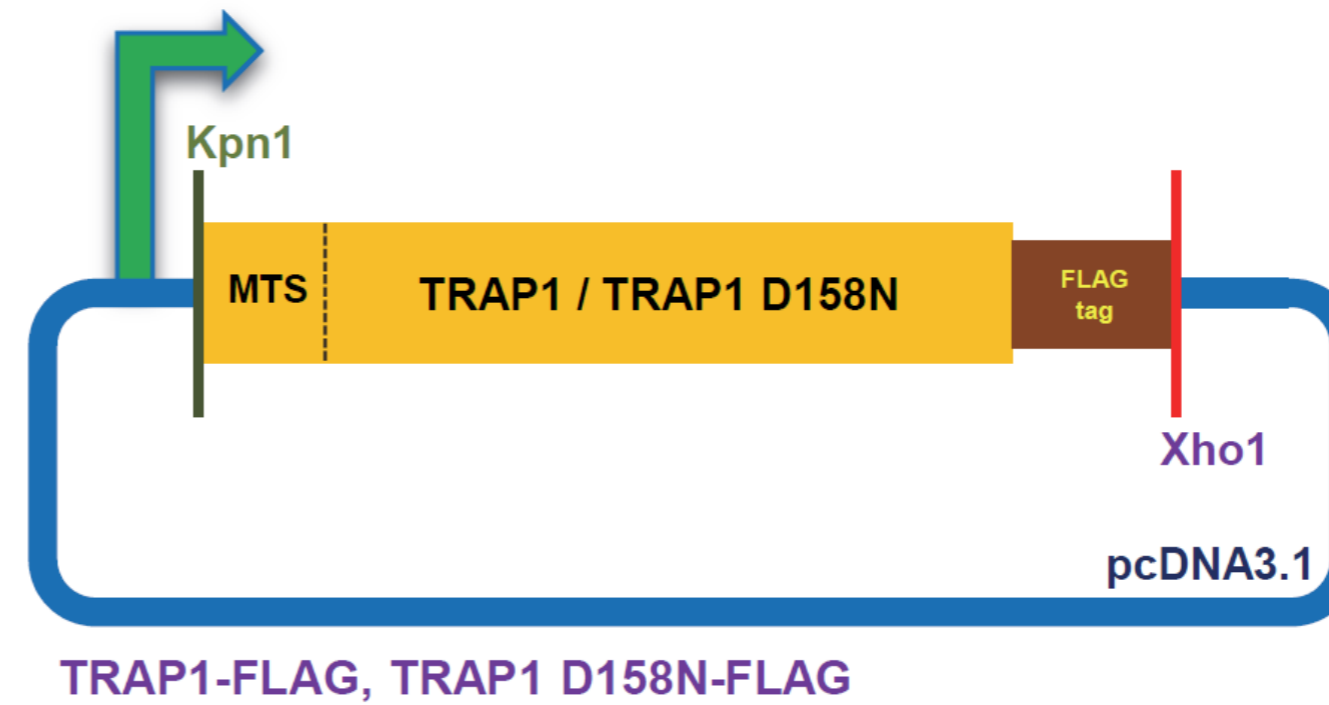 Kpn1
MTS
TRAP1 / TRAP1 D158N
FLAG
tag
Xho1
pcDNA3.1
TRAP1-FLAG, TRAP1 D158N-FLAG